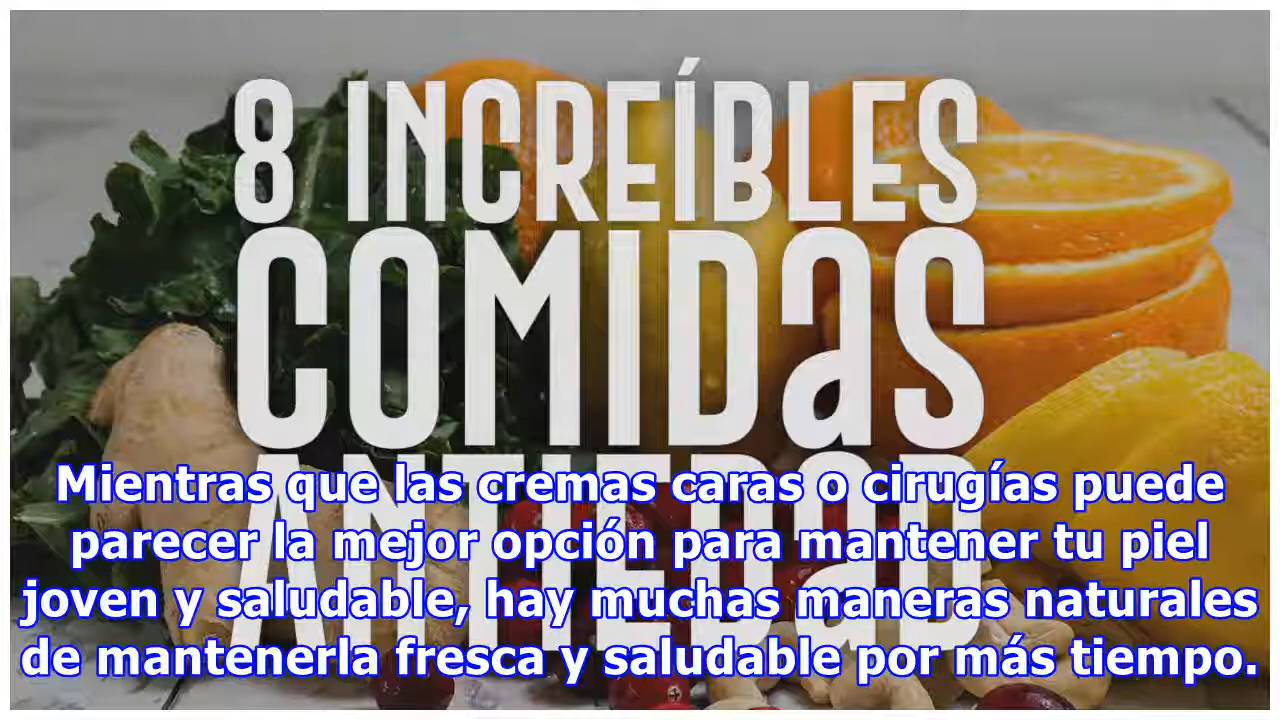 8 INCREÍBLES
COMIDAS
ANTIEDAD
Mientras que las cremas caras o cirugías puede
parecer la mejor opción para mantener tu piel
joven y saludable, hay muchas maneras naturales
de mantenerla fresca y saludable por más tiempo.